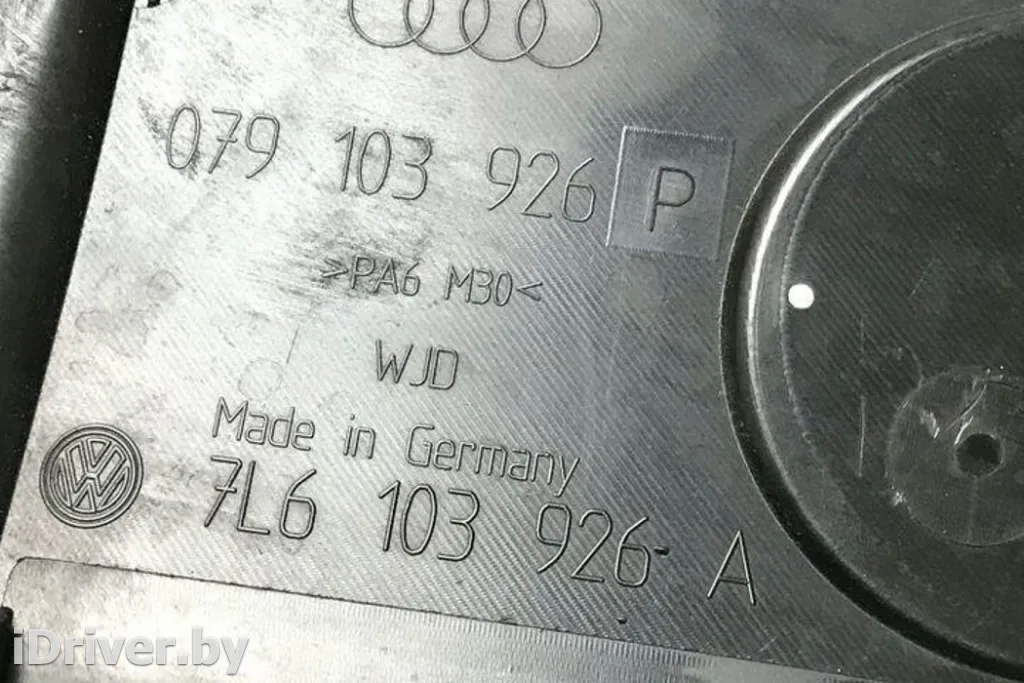 079 103 926 P
>PA6 M30<
WJD
Made in Germany
7L6 103 926 A
iDriver.by